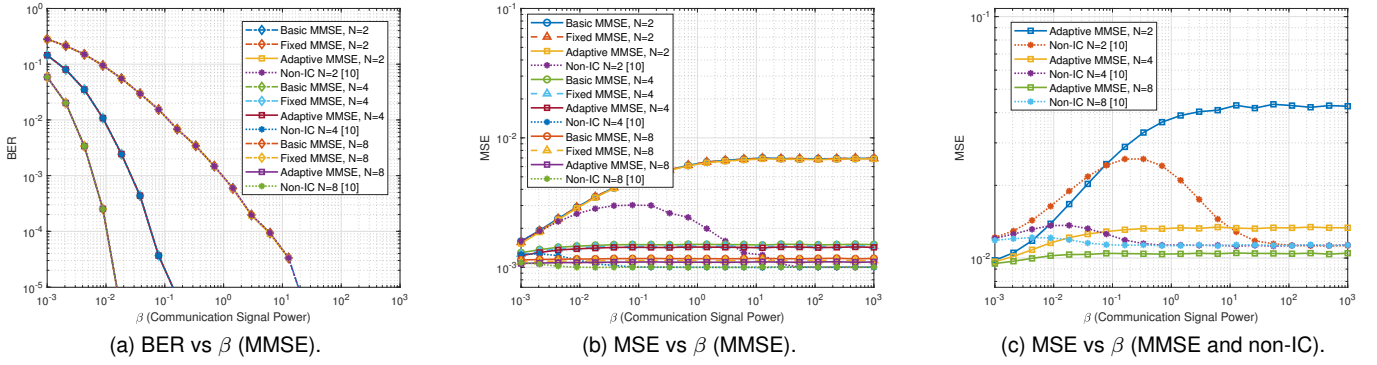 10^0
10^-1
10^-2
10^-3
10^-4
10^-5
BER
10^-3 10^-2 10^-1 10^0 10^1 10^2 10^3
β (Communication Signal Power)
Basic MMSE, N=2
Fixed MMSE, N=2
Adaptive MMSE, N=2
Non-IC N=2 [10]
Basic MMSE, N=4
Fixed MMSE, N=4
Adaptive MMSE, N=4
Non-IC N=4 [10]
Basic MMSE, N=8
Fixed MMSE, N=8
Adaptive MMSE, N=8
Non-IC N=8 [10]
(a) BER vs β (MMSE).
10^-1
10^-2
10^-3
MSE
10^-3 10^-2 10^-1 10^0 10^1 10^2 10^3
β (Communication Signal Power)
Basic MMSE, N=2
Fixed MMSE, N=2
Adaptive MMSE, N=2
Non-IC N=2 [10]
Basic MMSE, N=4
Fixed MMSE, N=4
Adaptive MMSE, N=4
Non-IC N=4 [10]
Basic MMSE, N=8
Fixed MMSE, N=8
Adaptive MMSE, N=8
Non-IC N=8 [10]
(b) MSE vs β (MMSE).
10^-1
10^-2
MSE
10^-3 10^-2 10^-1 10^0 10^1 10^2 10^3
β (Communication Signal Power)
Adaptive MMSE, N=2
Non-IC N=2 [10]
Adaptive MMSE, N=4
Non-IC N=4 [10]
Adaptive MMSE, N=8
Non-IC N=8 [10]
(c) MSE vs β (MMSE and non-IC).